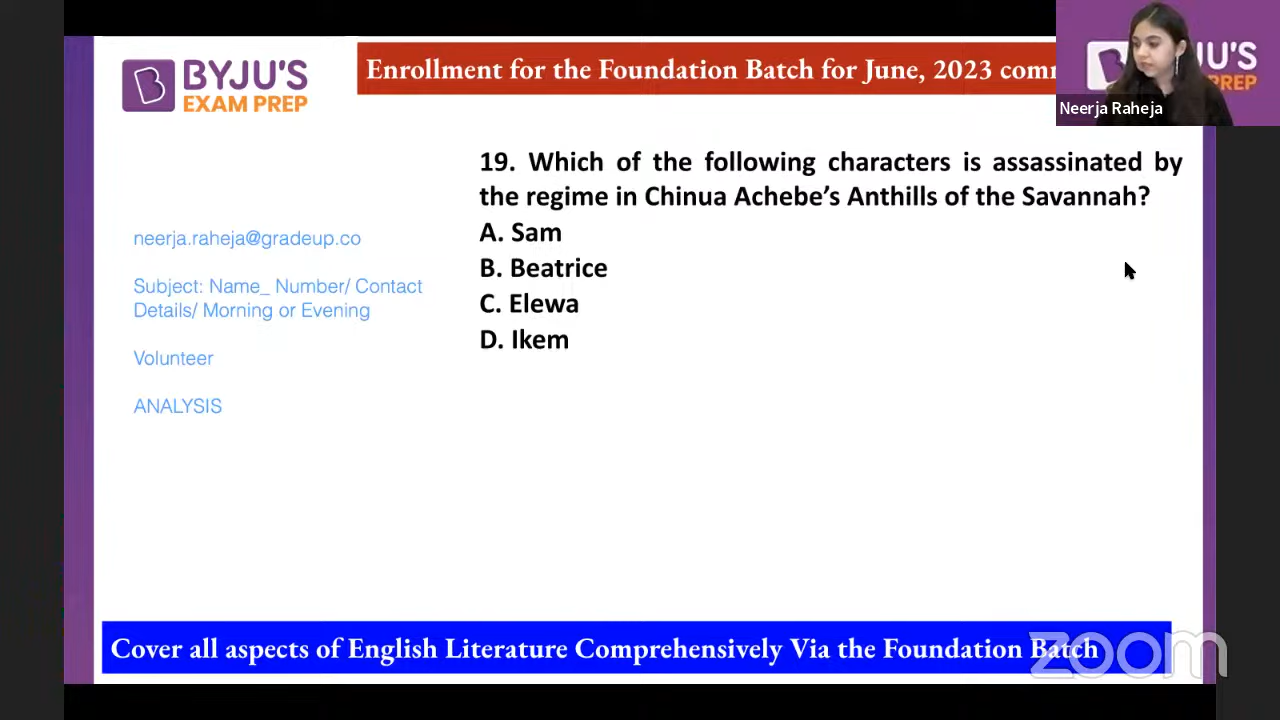 BYJU'S
EXAM PREP
Enrollment for the Foundation Batch for June, 2023 comm
BYJU'S
PREP
Neerja Raheja
19. Which of the following characters is assassinated by
the regime in Chinua Achebe’s Anthills of the Savannah?
A. Sam
B. Beatrice
C. Elewa
D. Ikem
neerja.raheja@gradeup.co
Subject: Name_ Number/ Contact
Details/ Morning or Evening
Volunteer
ANALYSIS
Cover all aspects of English Literature Comprehensively Via the Foundation Batch
zoom